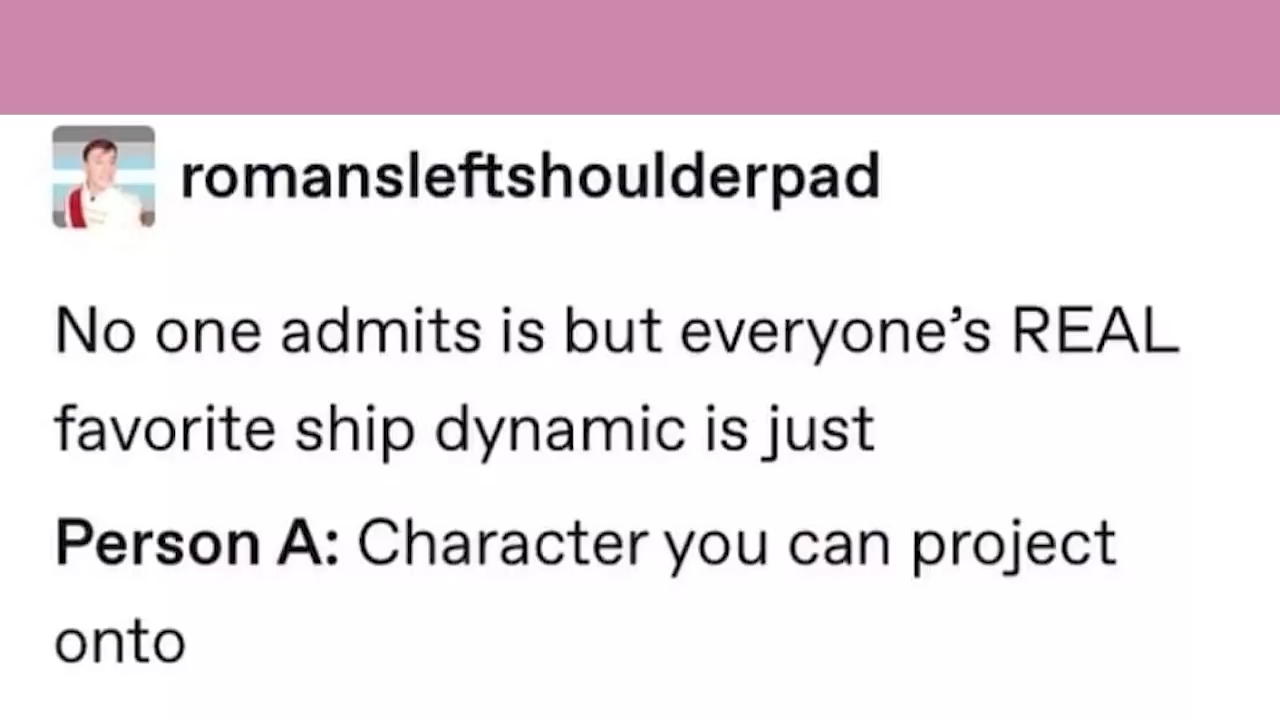 romansleftshoulderpad
No one admits is but everyone’s REAL
favorite ship dynamic is just
Person A: Character you can project
onto